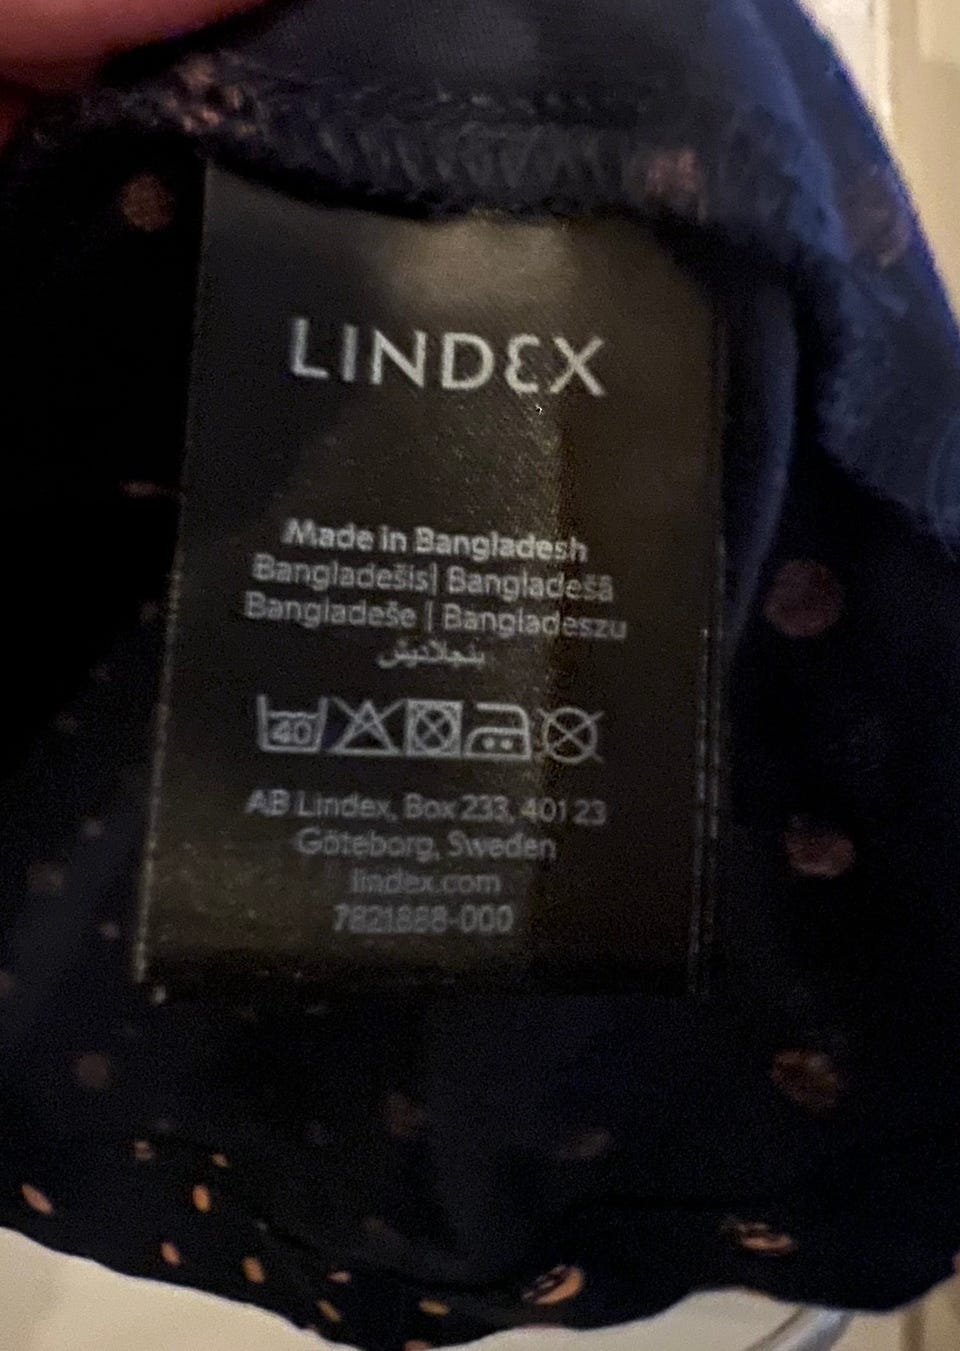 LINDEX
Made in Bangladesh
Bangladešis| Bangladešā
Bangladeše | Bangladeszu
بنجلاديش
40
AB Lindex, Box 233, 401 23
Göteborg, Sweden
lindex.com
7821888-000